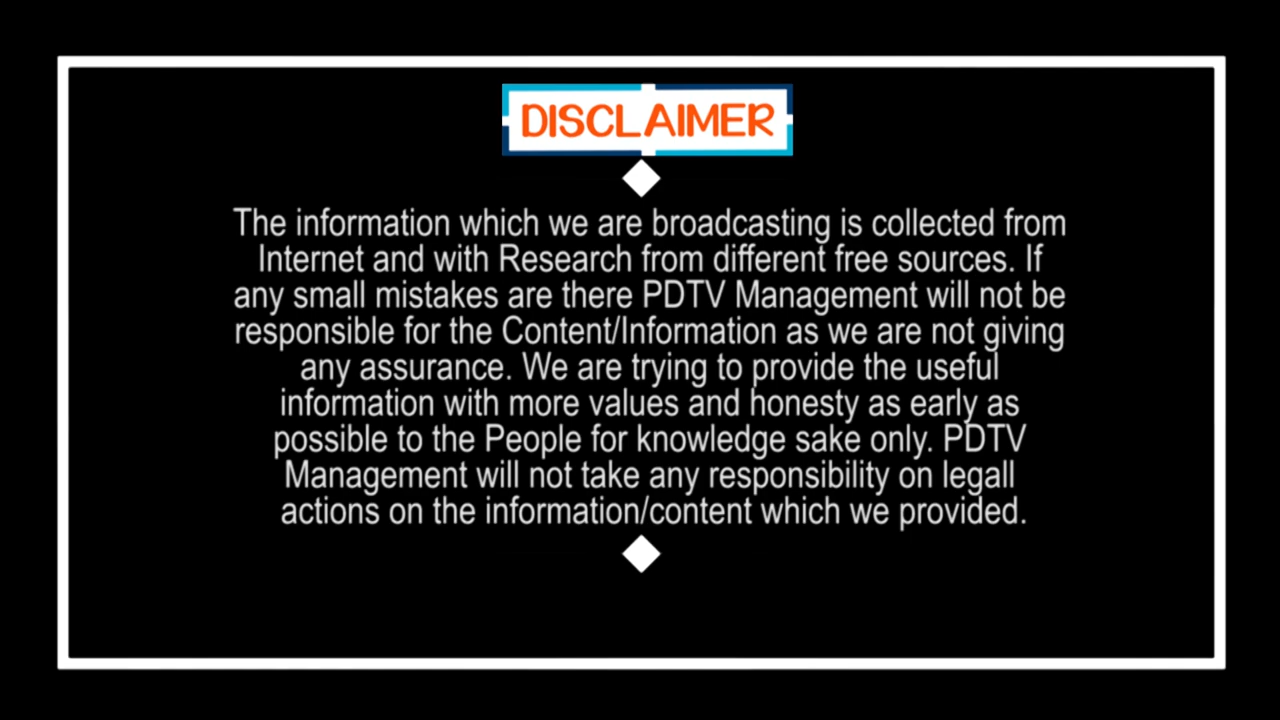 DISCLAIMER
The information which we are broadcasting is collected from
Internet and with Research from different free sources. If
any small mistakes are there PDTV Management will not be
responsible for the Content/Information as we are not giving
any assurance. We are trying to provide the useful
information with more values and honesty as early as
possible to the People for knowledge sake only. PDTV
Management will not take any responsibility on legall
actions on the information/content which we provided.